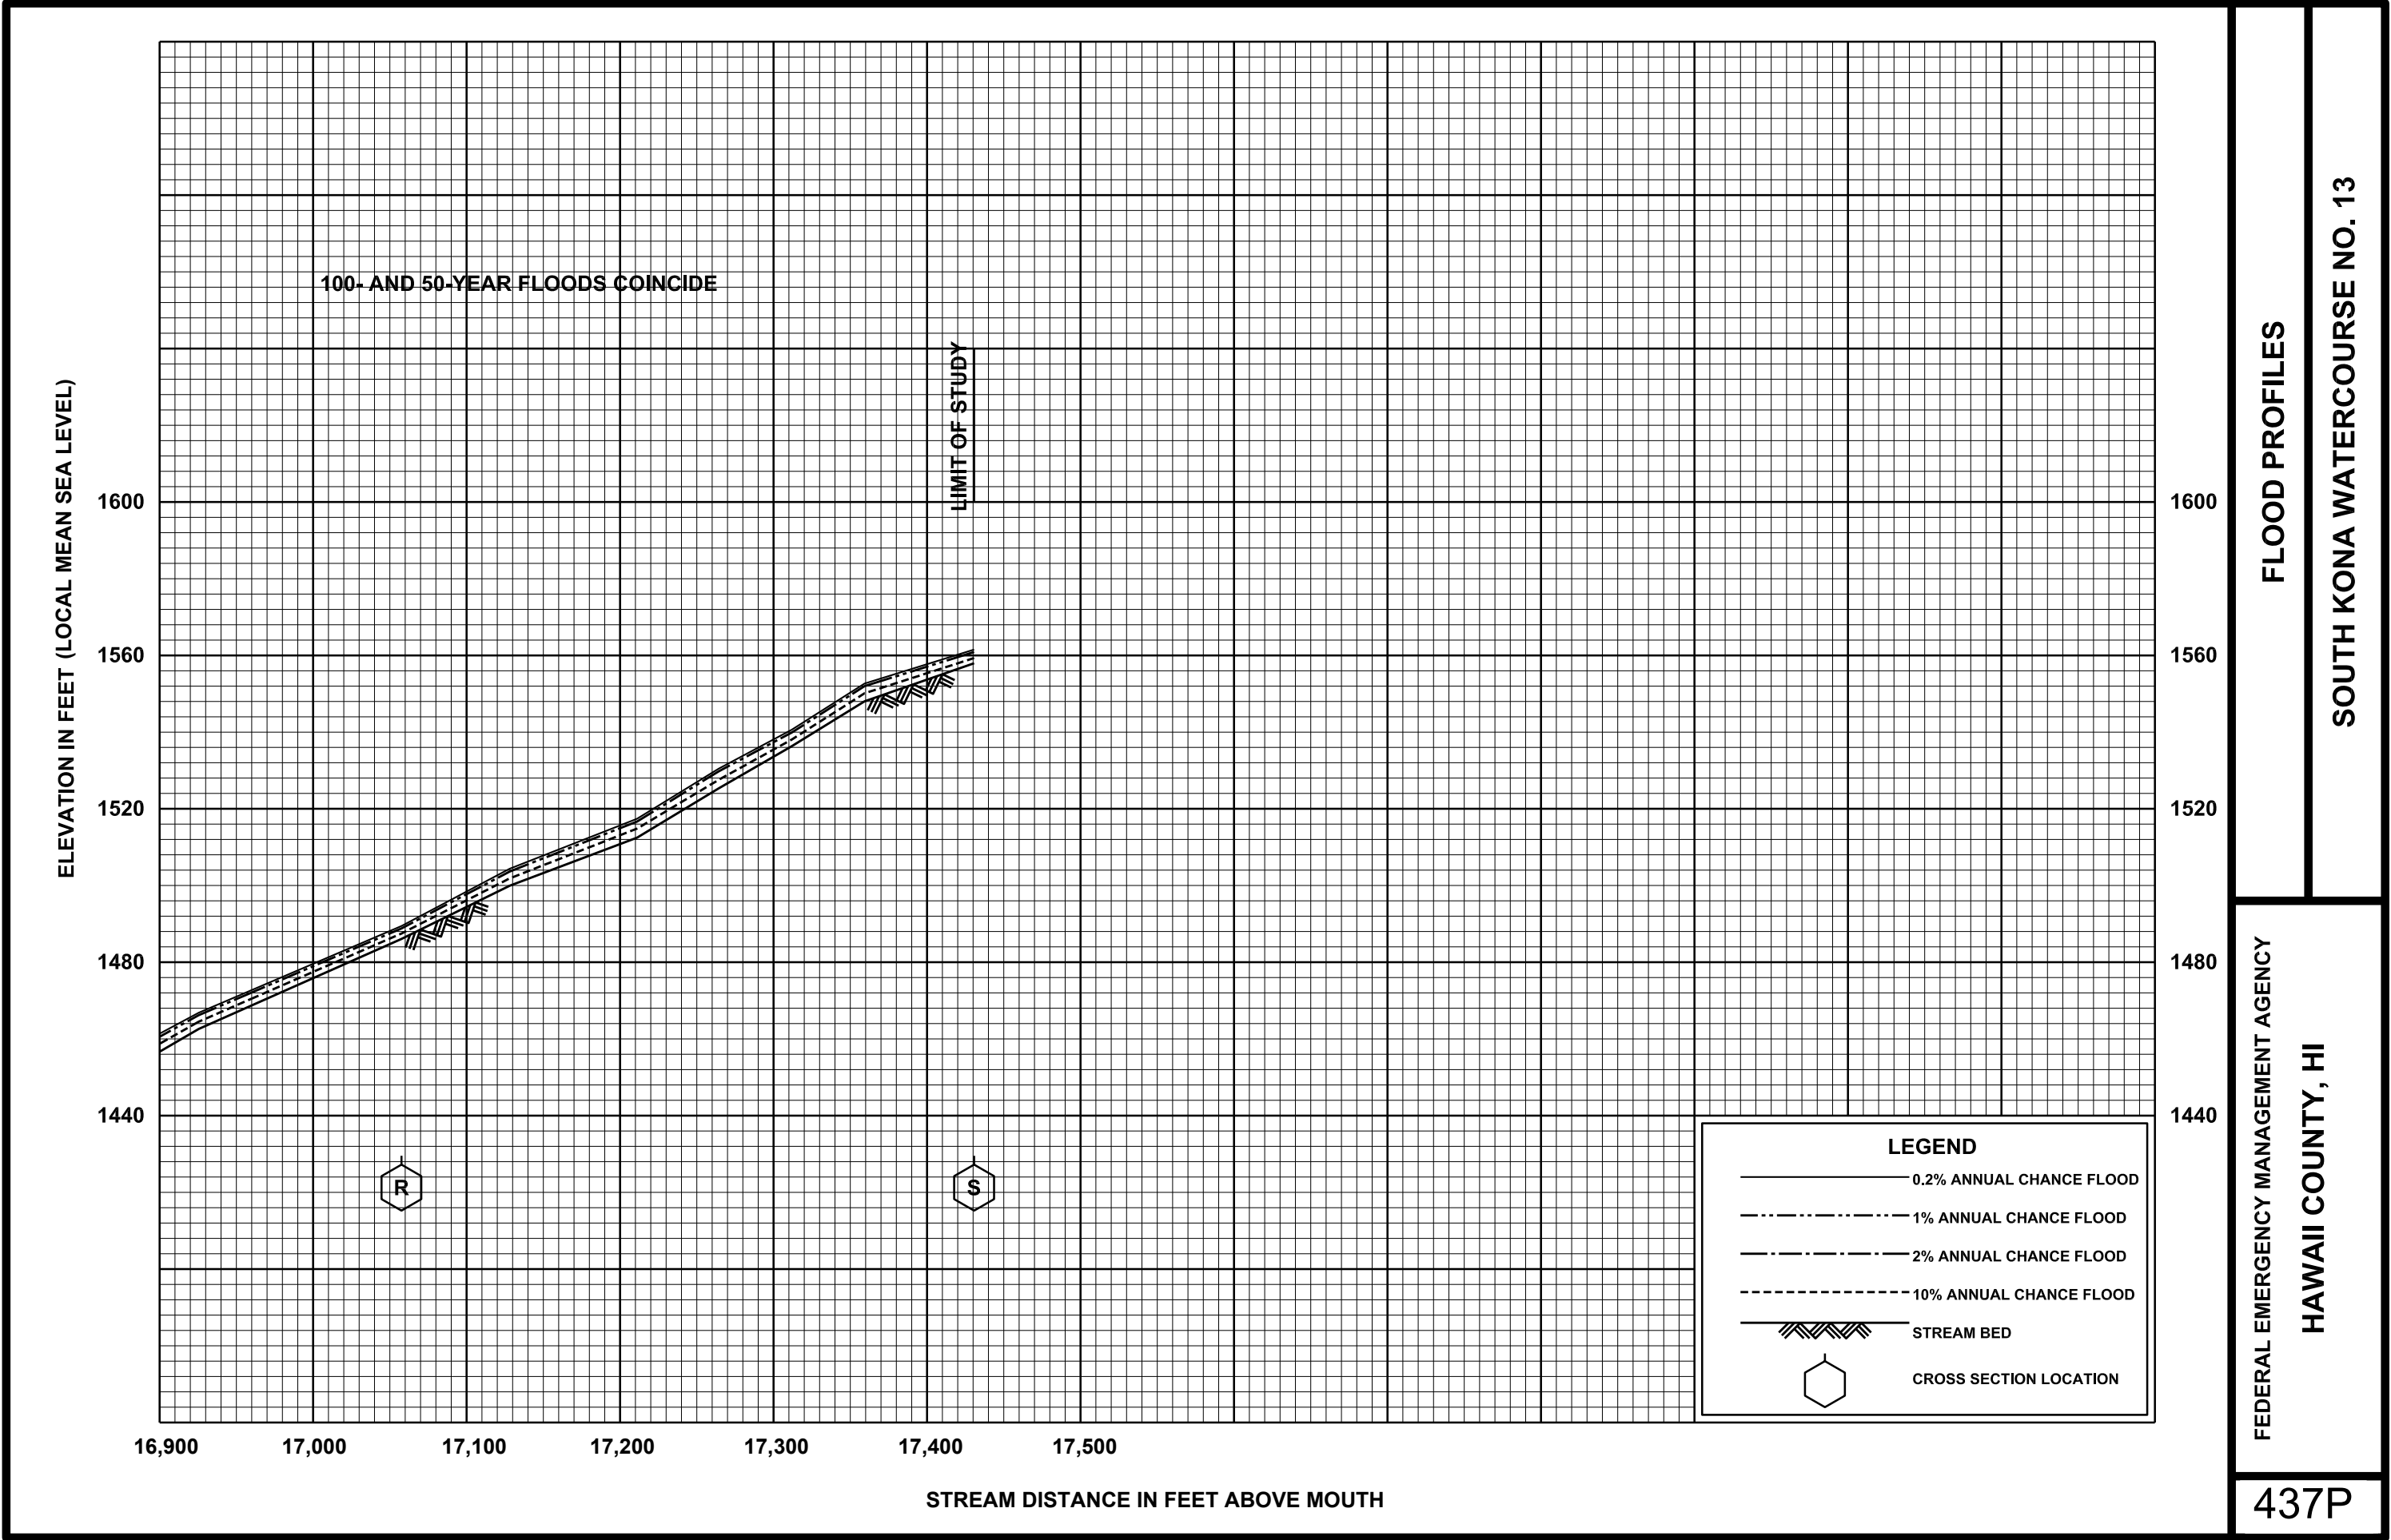 100- AND 50-YEAR FLOODS COINCIDE
LIMIT OF STUDY
ELEVATION IN FEET (LOCAL MEAN SEA LEVEL)
1600
1560
1520
1480
1440
1600
1560
1520
1480
1440
R
S
16,900
17,000
17,100
17,200
17,300
17,400
17,500
STREAM DISTANCE IN FEET ABOVE MOUTH
LEGEND
0.2% ANNUAL CHANCE FLOOD
1% ANNUAL CHANCE FLOOD
2% ANNUAL CHANCE FLOOD
10% ANNUAL CHANCE FLOOD
STREAM BED
CROSS SECTION LOCATION
FLOOD PROFILES
SOUTH KONA WATERCOURSE NO. 13
FEDERAL EMERGENCY MANAGEMENT AGENCY
HAWAII COUNTY, HI
437P